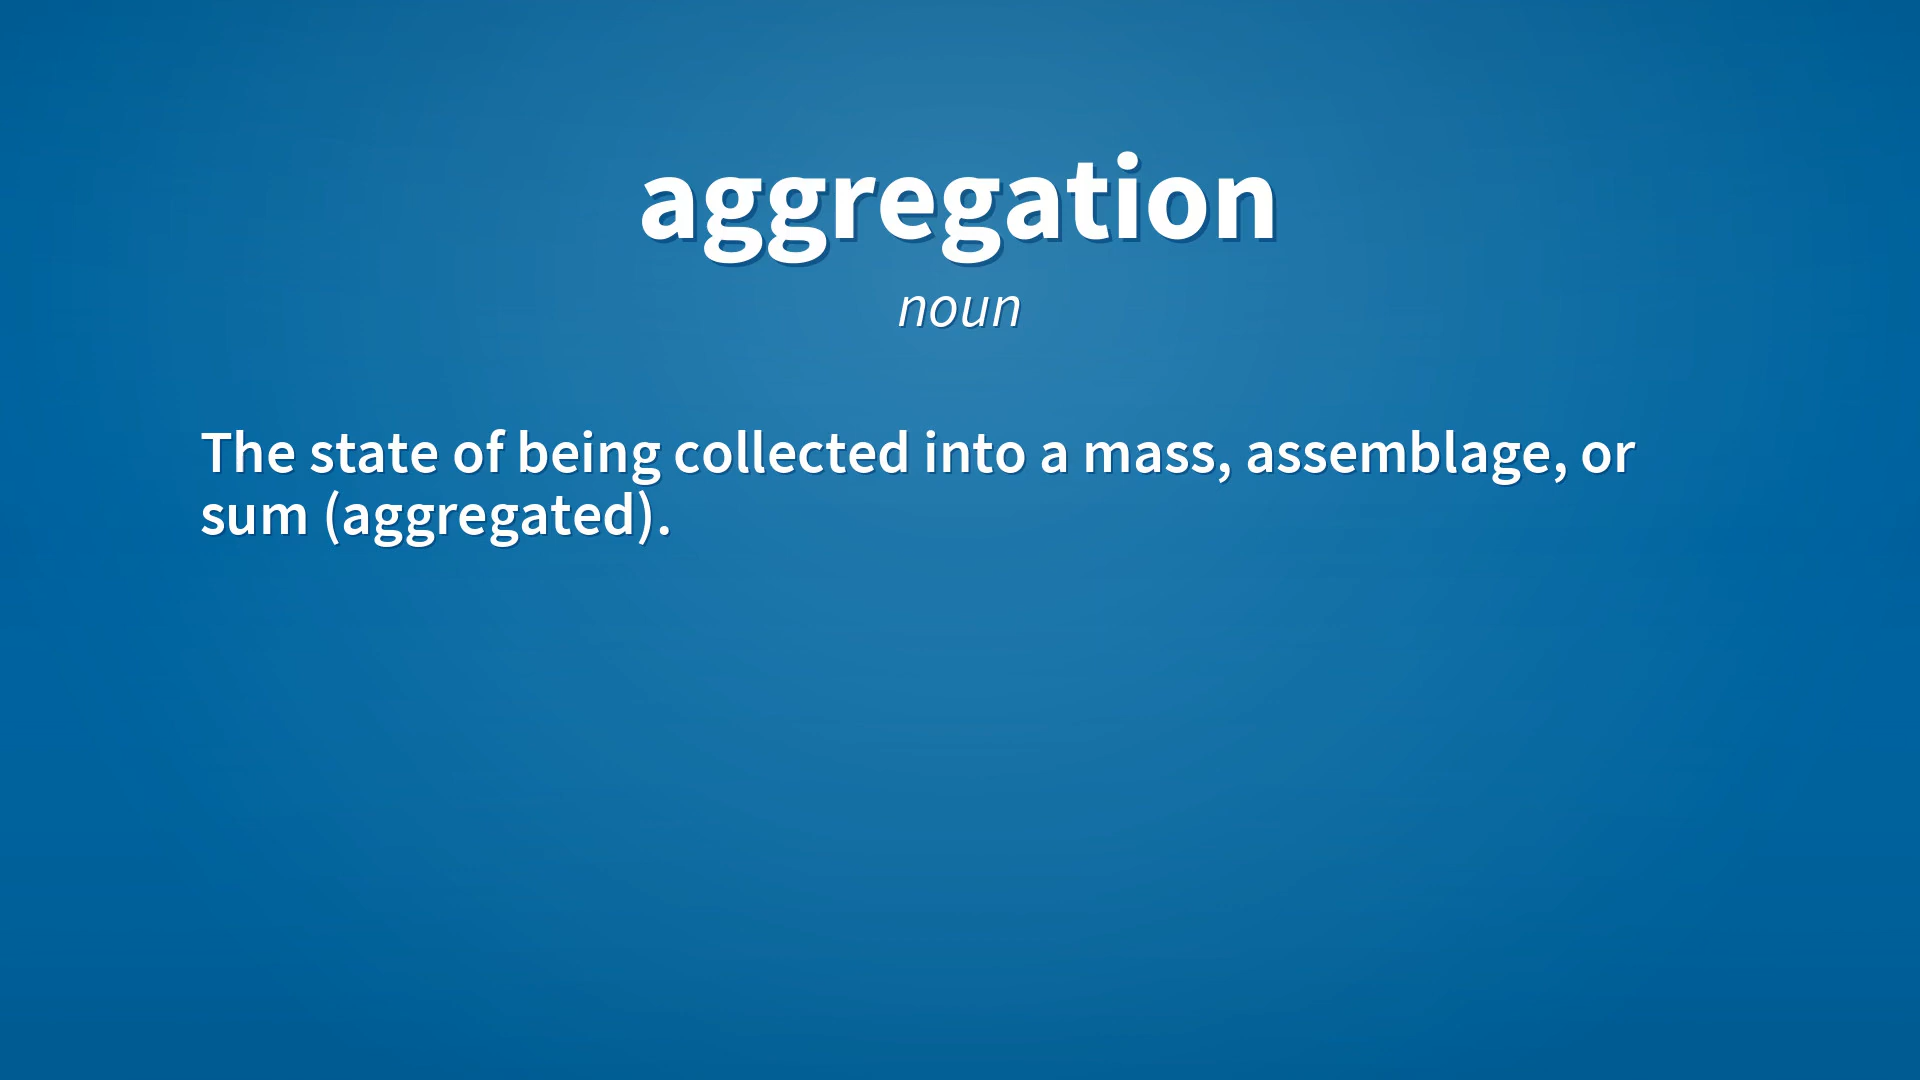 aggregation
noun
The state of being collected into a mass, assemblage, or
sum (aggregated).